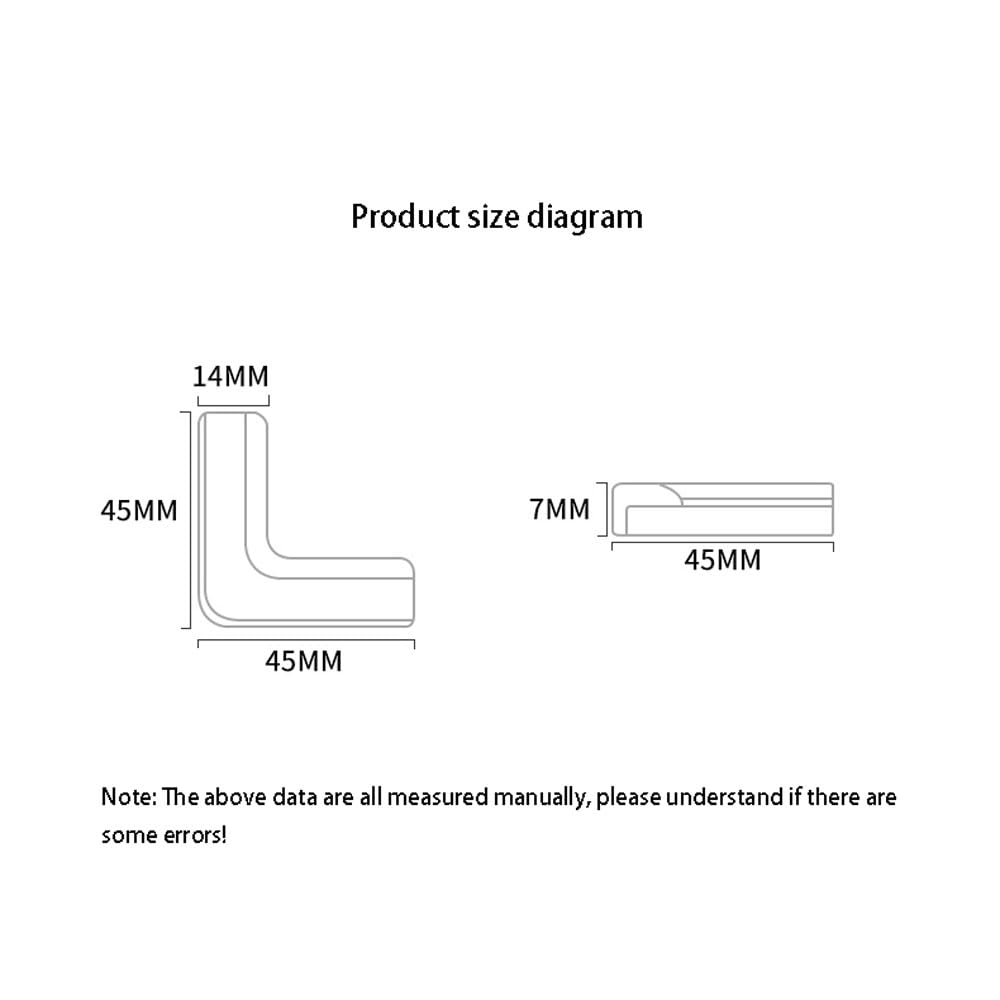 Product size diagram
14MM
45MM
7MM
45MM
45MM
Note: The above data are all measured manually, please understand if there are
some errors!